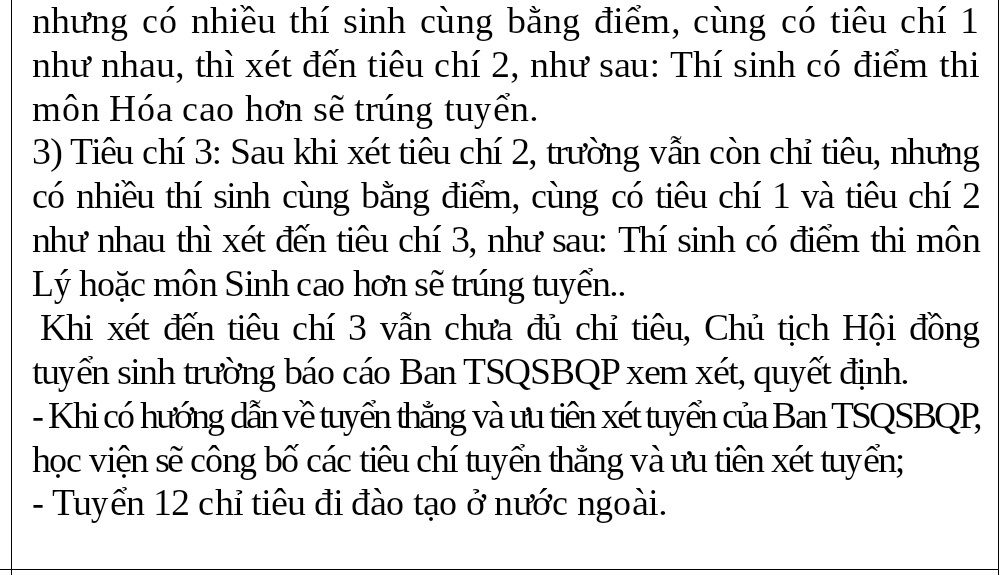 nhưng có nhiều thí sinh cùng bằng điểm, cùng có tiêu chí 1
như nhau, thì xét đến tiêu chí 2, như sau: Thí sinh có điểm thi
môn Hóa cao hơn sẽ trúng tuyển.
3) Tiêu chí 3: Sau khi xét tiêu chí 2, trường vẫn còn chỉ tiêu, nhưng
có nhiều thí sinh cùng bằng điểm, cùng có tiêu chí 1 và tiêu chí 2
như nhau thì xét đến tiêu chí 3, như sau: Thí sinh có điểm thi môn
Lý hoặc môn Sinh cao hơn sẽ trúng tuyển..
Khi xét đến tiêu chí 3 vẫn chưa đủ chỉ tiêu, Chủ tịch Hội đồng
tuyển sinh trường báo cáo Ban TSQSBQP xem xét, quyết định.
- Khi có hướng dẫn về tuyển thẳng và ưu tiên xét tuyển của Ban TSQSBQP,
học viện sẽ công bố các tiêu chí tuyển thẳng và ưu tiên xét tuyển;
- Tuyển 12 chỉ tiêu đi đào tạo ở nước ngoài.